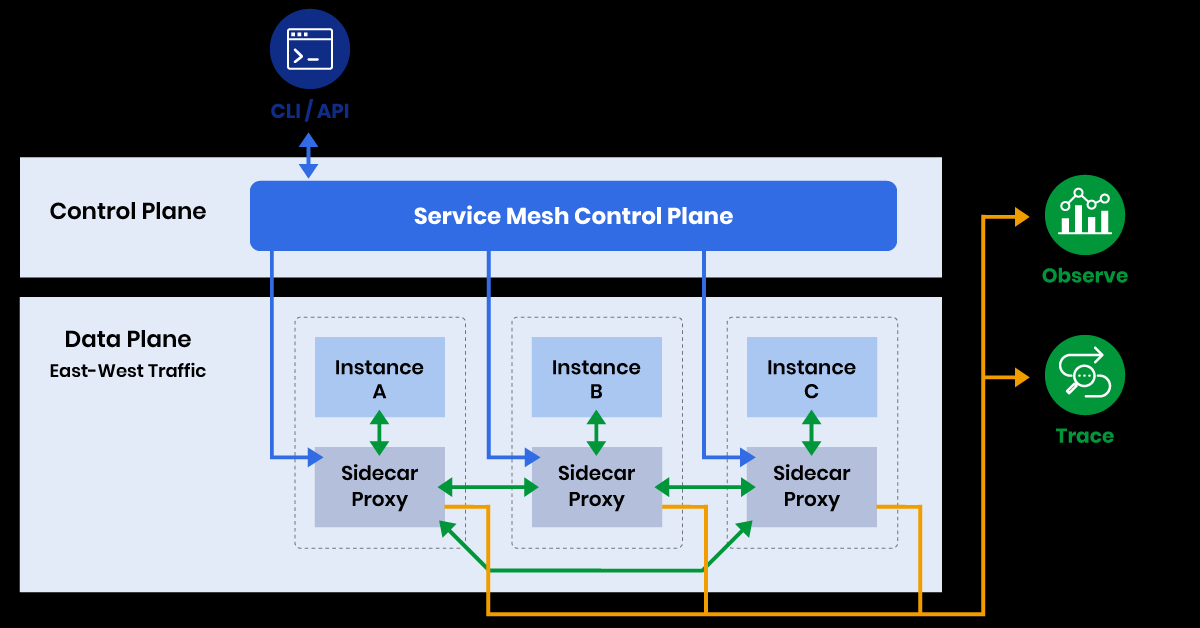 CLI / API
Control Plane
Service Mesh Control Plane
Observe
Data Plane
East-West Traffic
Instance
A
Instance
B
Instance
C
Sidecar
Proxy
Sidecar
Proxy
Sidecar
Proxy
Trace